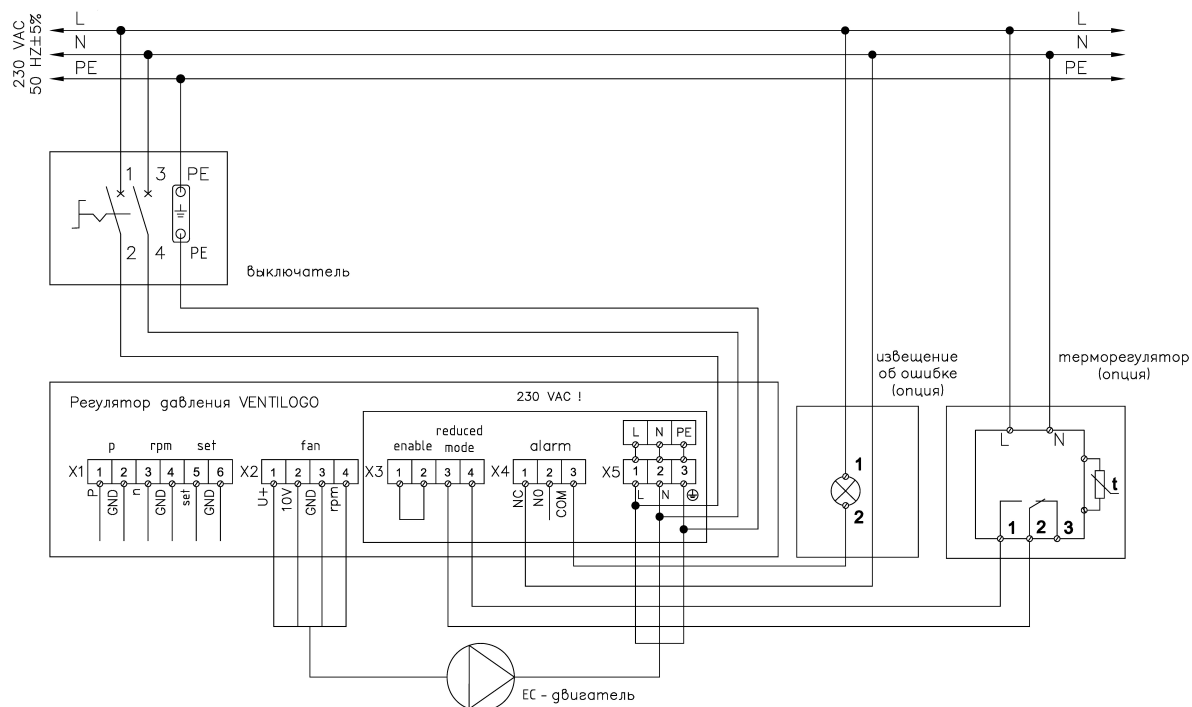 230 VAC
50 HZ±5%
L
N
PE
L
N
PE
1 3 PE
2 4 PE
выключатель
извещение
об ошибке
(опция)
терморегулятор
(опция)
Регулятор давления VENTILOGO
230 VAC !
p rpm set
X1 1 2 3 4 5 6
P GND n GND set GND
fan
X2 1 2 3 4
U+ 10V GND rpm
enable
reduced
mode
X3 1 2 3 4
alarm
X4 1 2 3
NC NO COM
L N PE
X5 1 2 3
L N
1
2
L N
t
1 2 3
EC - двигатель